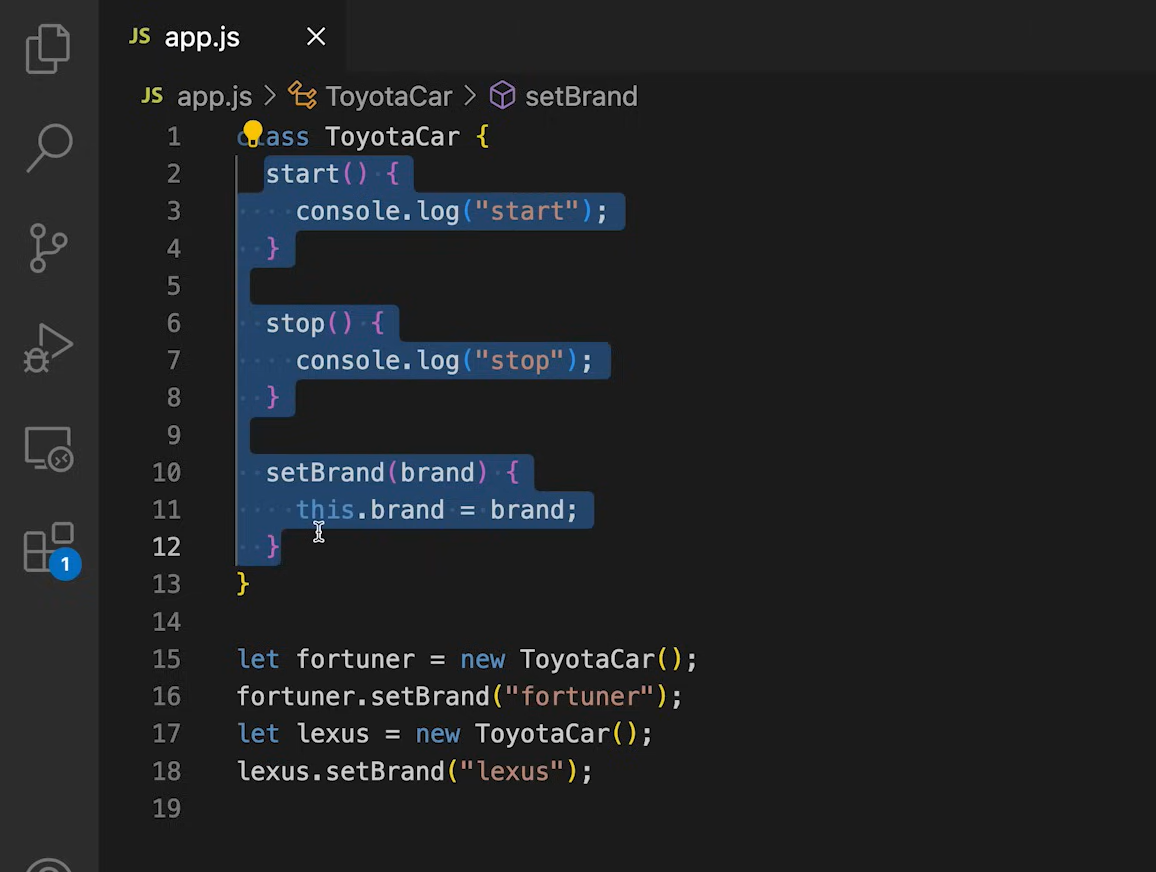 JS app.js
JS app.js > ToyotaCar > setBrand
1 class ToyotaCar {
2 start() {
3 console.log("start");
4 }
5
6 stop() {
7 console.log("stop");
8 }
9
10 setBrand(brand) {
11 this.brand = brand;
12 }
13 }
14
15 let fortuner = new ToyotaCar();
16 fortuner.setBrand("fortuner");
17 let lexus = new ToyotaCar();
18 lexus.setBrand("lexus");
19
1